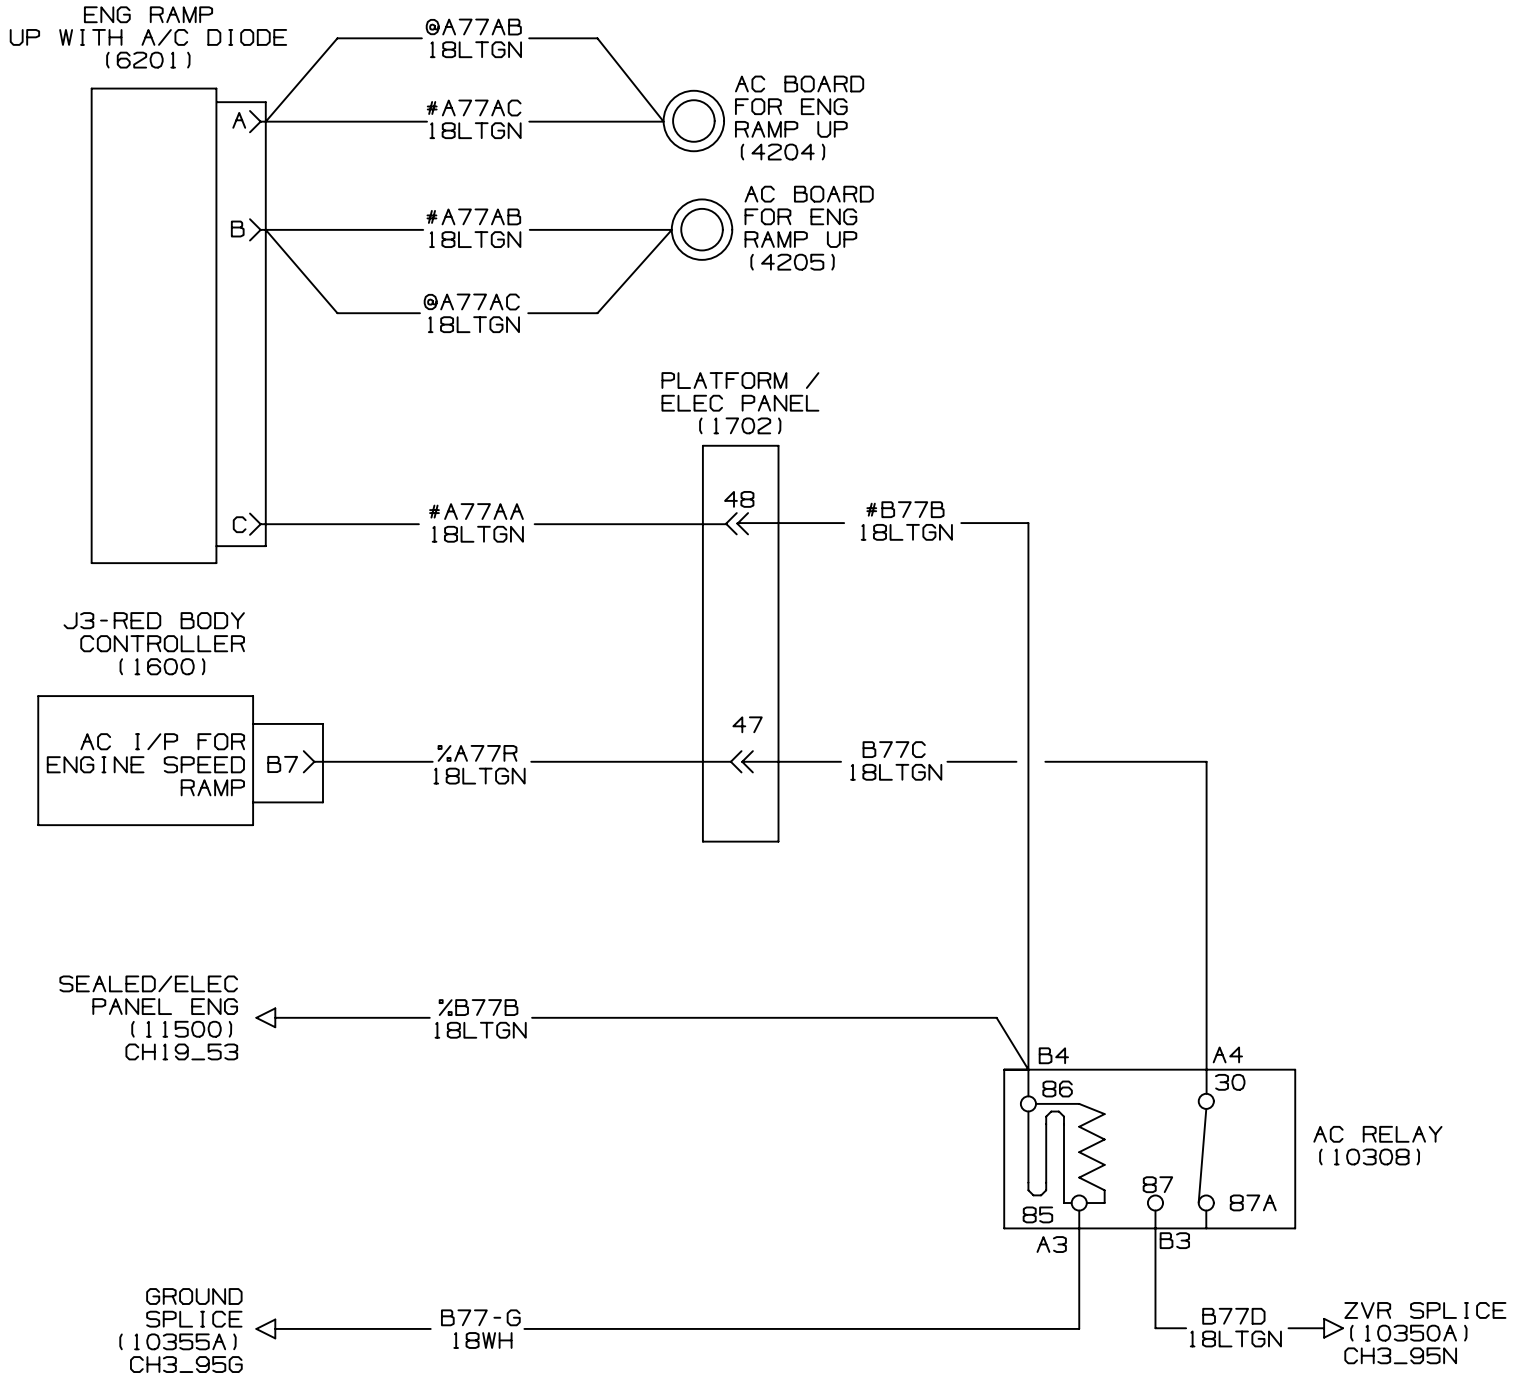 ENG RAMP
UP WITH A/C DIODE
(6201)
@A77AB
18LTGN
A
#A77AC
18LTGN
AC BOARD
FOR ENG
RAMP UP
(4204)
B
#A77AB
18LTGN
AC BOARD
FOR ENG
RAMP UP
(4205)
@A77AC
18LTGN
PLATFORM /
ELEC PANEL
(1702)
C
#A77AA
18LTGN
48
#B77B
18LTGN
J3-RED BODY
CONTROLLER
(1600)
AC I/P FOR
ENGINE SPEED
RAMP
B7
%A77R
18LTGN
47
B77C
18LTGN
SEALED/ELEC
PANEL ENG
(11500)
CH19_53
%B77B
18LTGN
B4
A4
86
30
AC RELAY
(10308)
85
87
87A
A3
B3
GROUND
SPLICE
(10355A)
CH3_95G
B77-G
18WH
B77D
18LTGN
ZVR SPLICE
(10350A)
CH3_95N